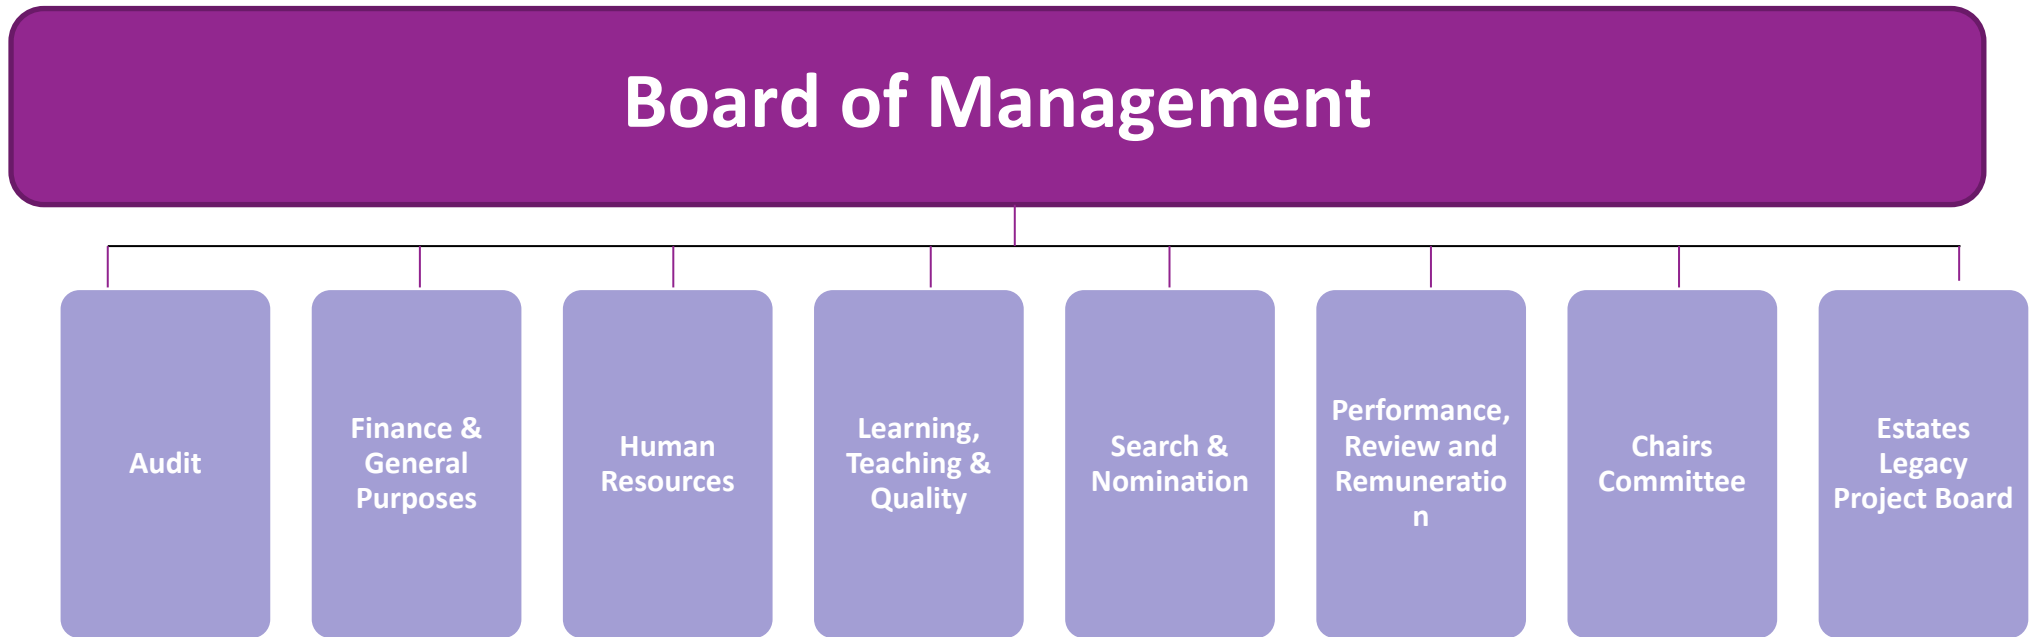 Board of Management
Audit
Finance &
General
Purposes
Human
Resources
Learning,
Teaching &
Quality
Search &
Nomination
Performance,
Review and
Remuneratio
n
Chairs
Committee
Estates
Legacy
Project Board